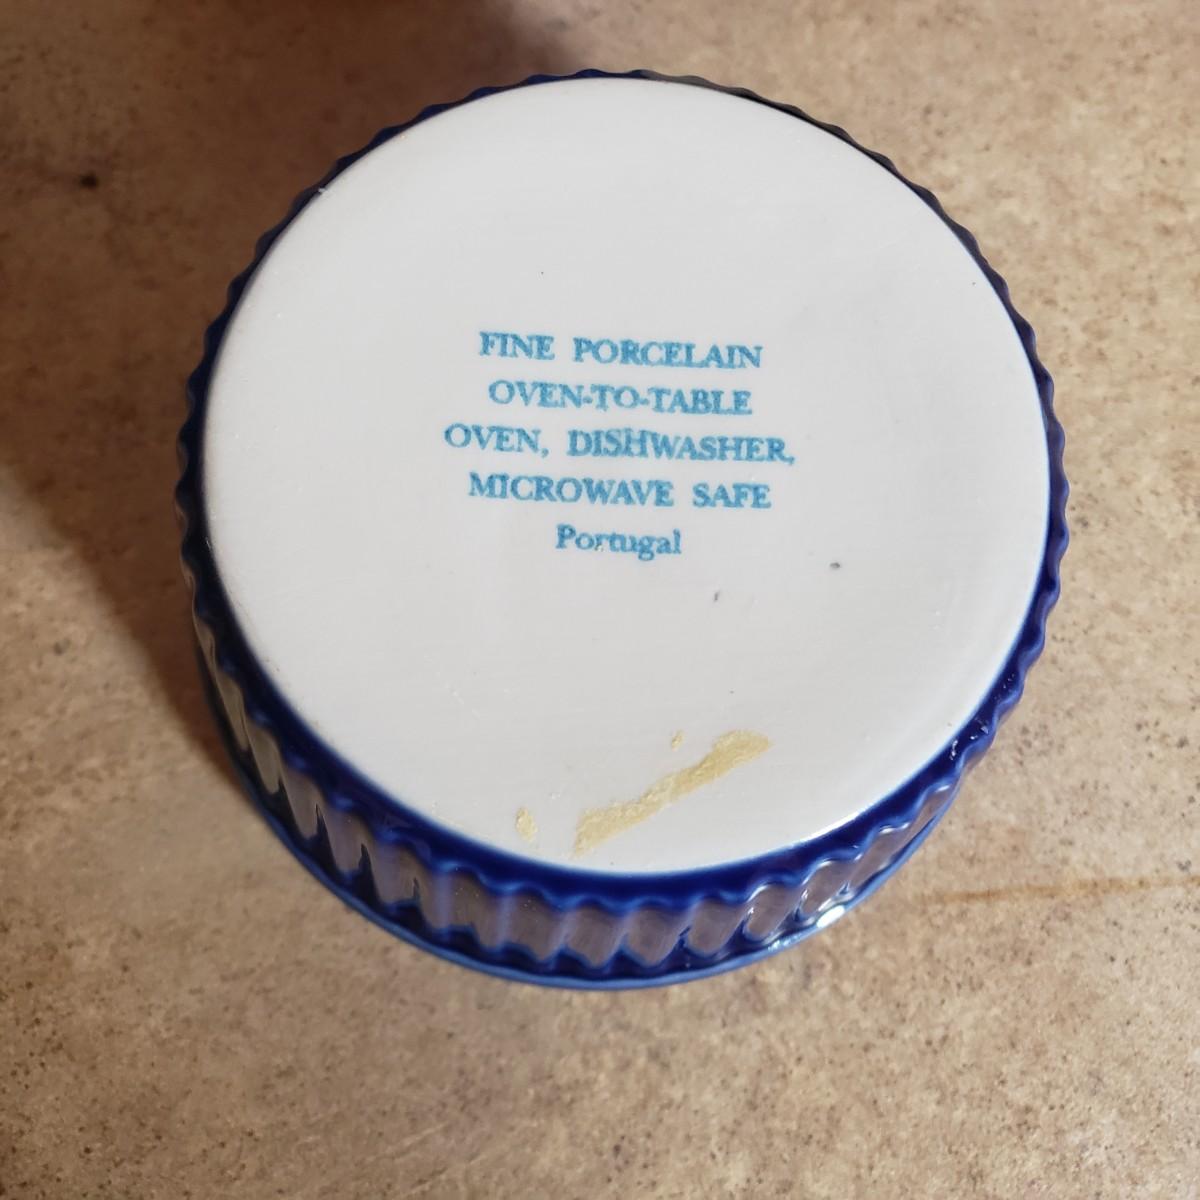 FINE PORCELAIN
OVEN-TO-TABLE
OVEN, DISHWASHER,
MICROWAVE SAFE
Portugal